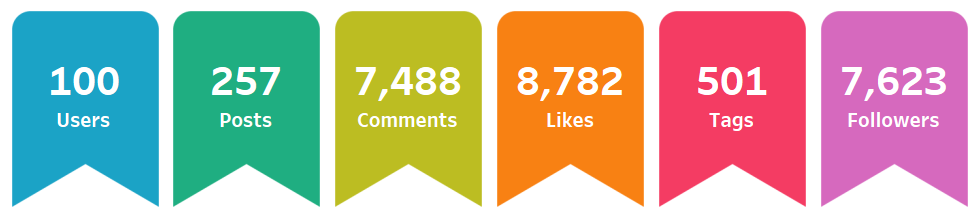 100
Users
257
Posts
7,488
Comments
8,782
Likes
501
Tags
7,623
Followers